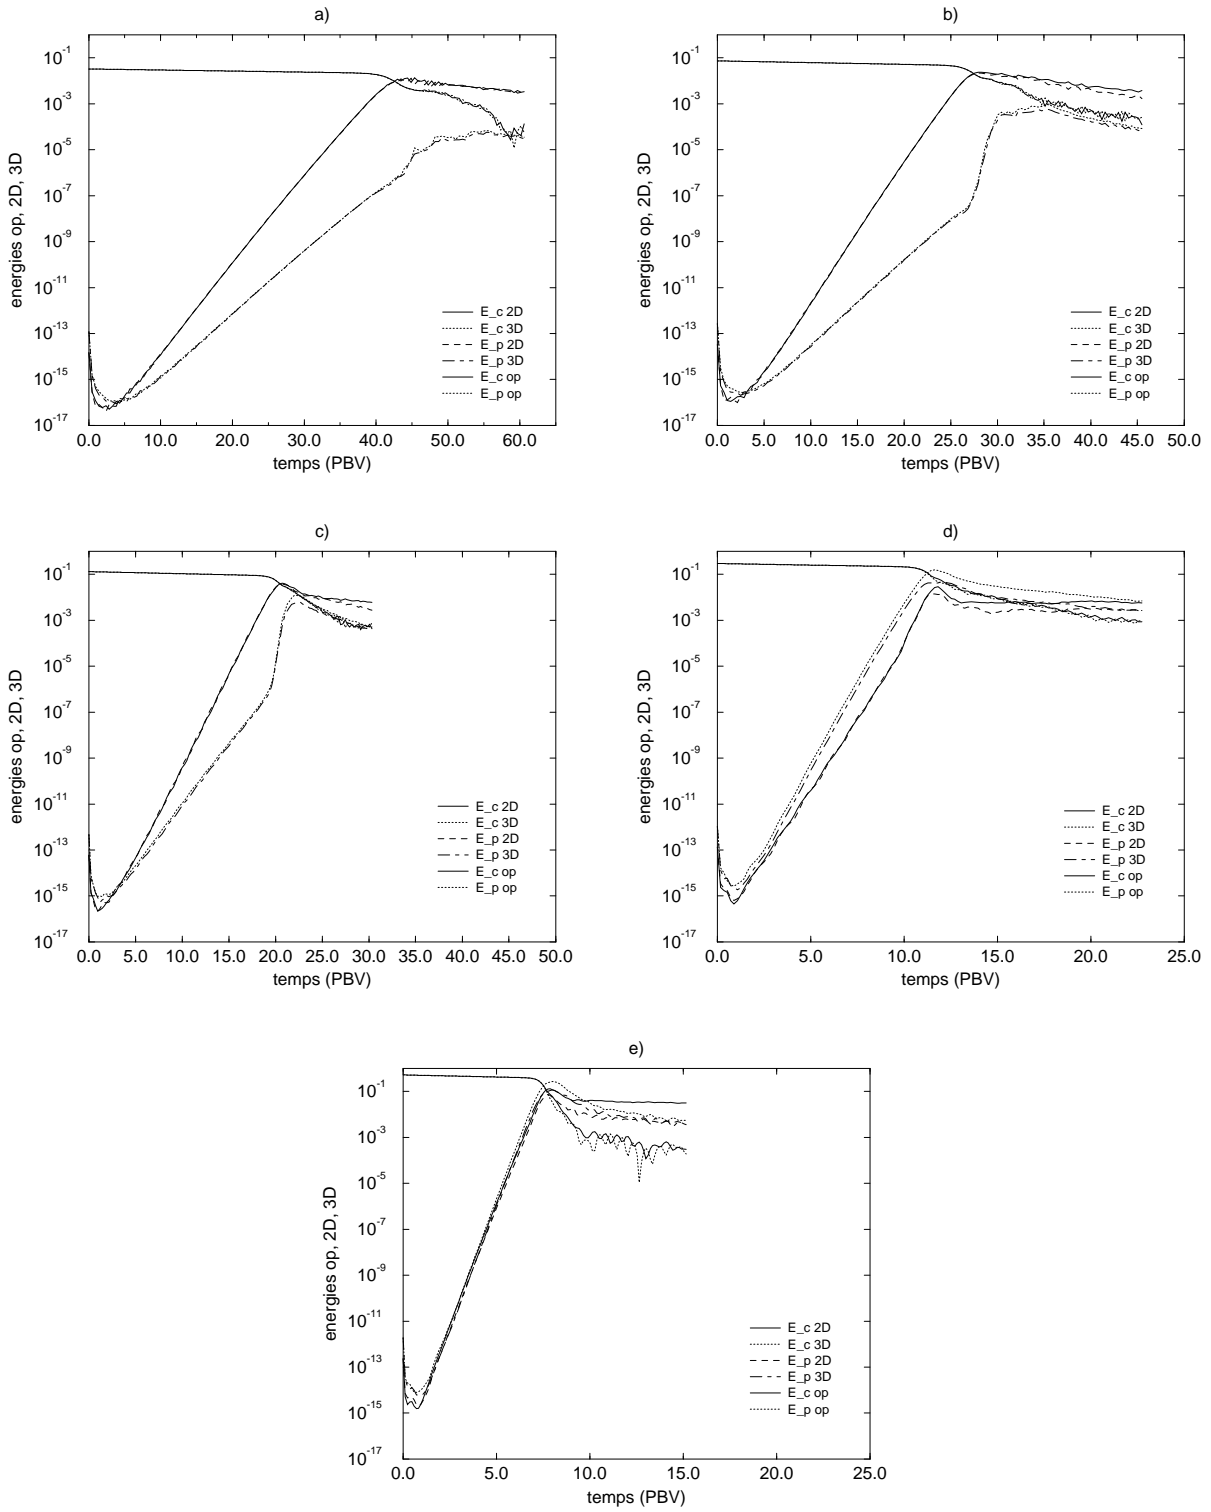 a)
energies op, 2D, 3D
10^-1
10^-3
10^-5
10^-7
10^-9
10^-11
10^-13
10^-15
10^-17
E_c 2D
E_c 3D
E_p 2D
E_p 3D
E_c op
E_p op
0.0 10.0 20.0 30.0 40.0 50.0 60.0
temps (PBV)
b)
energies op, 2D, 3D
10^-1
10^-3
10^-5
10^-7
10^-9
10^-11
10^-13
10^-15
10^-17
E_c 2D
E_c 3D
E_p 2D
E_p 3D
E_c op
E_p op
0.0 5.0 10.0 15.0 20.0 25.0 30.0 35.0 40.0 45.0 50.0
temps (PBV)
c)
energies op, 2D, 3D
10^-1
10^-3
10^-5
10^-7
10^-9
10^-11
10^-13
10^-15
10^-17
E_c 2D
E_c 3D
E_p 2D
E_p 3D
E_c op
E_p op
0.0 5.0 10.0 15.0 20.0 25.0 30.0 35.0 40.0 45.0 50.0
temps (PBV)
d)
energies op, 2D, 3D
10^-1
10^-3
10^-5
10^-7
10^-9
10^-11
10^-13
10^-15
10^-17
E_c 2D
E_c 3D
E_p 2D
E_p 3D
E_c op
E_p op
0.0 5.0 10.0 15.0 20.0 25.0
temps (PBV)
e)
energies op, 2D, 3D
10^-1
10^-3
10^-5
10^-7
10^-9
10^-11
10^-13
10^-15
10^-17
E_c 2D
E_c 3D
E_p 2D
E_p 3D
E_c op
E_p op
0.0 5.0 10.0 15.0 20.0 25.0
temps (PBV)